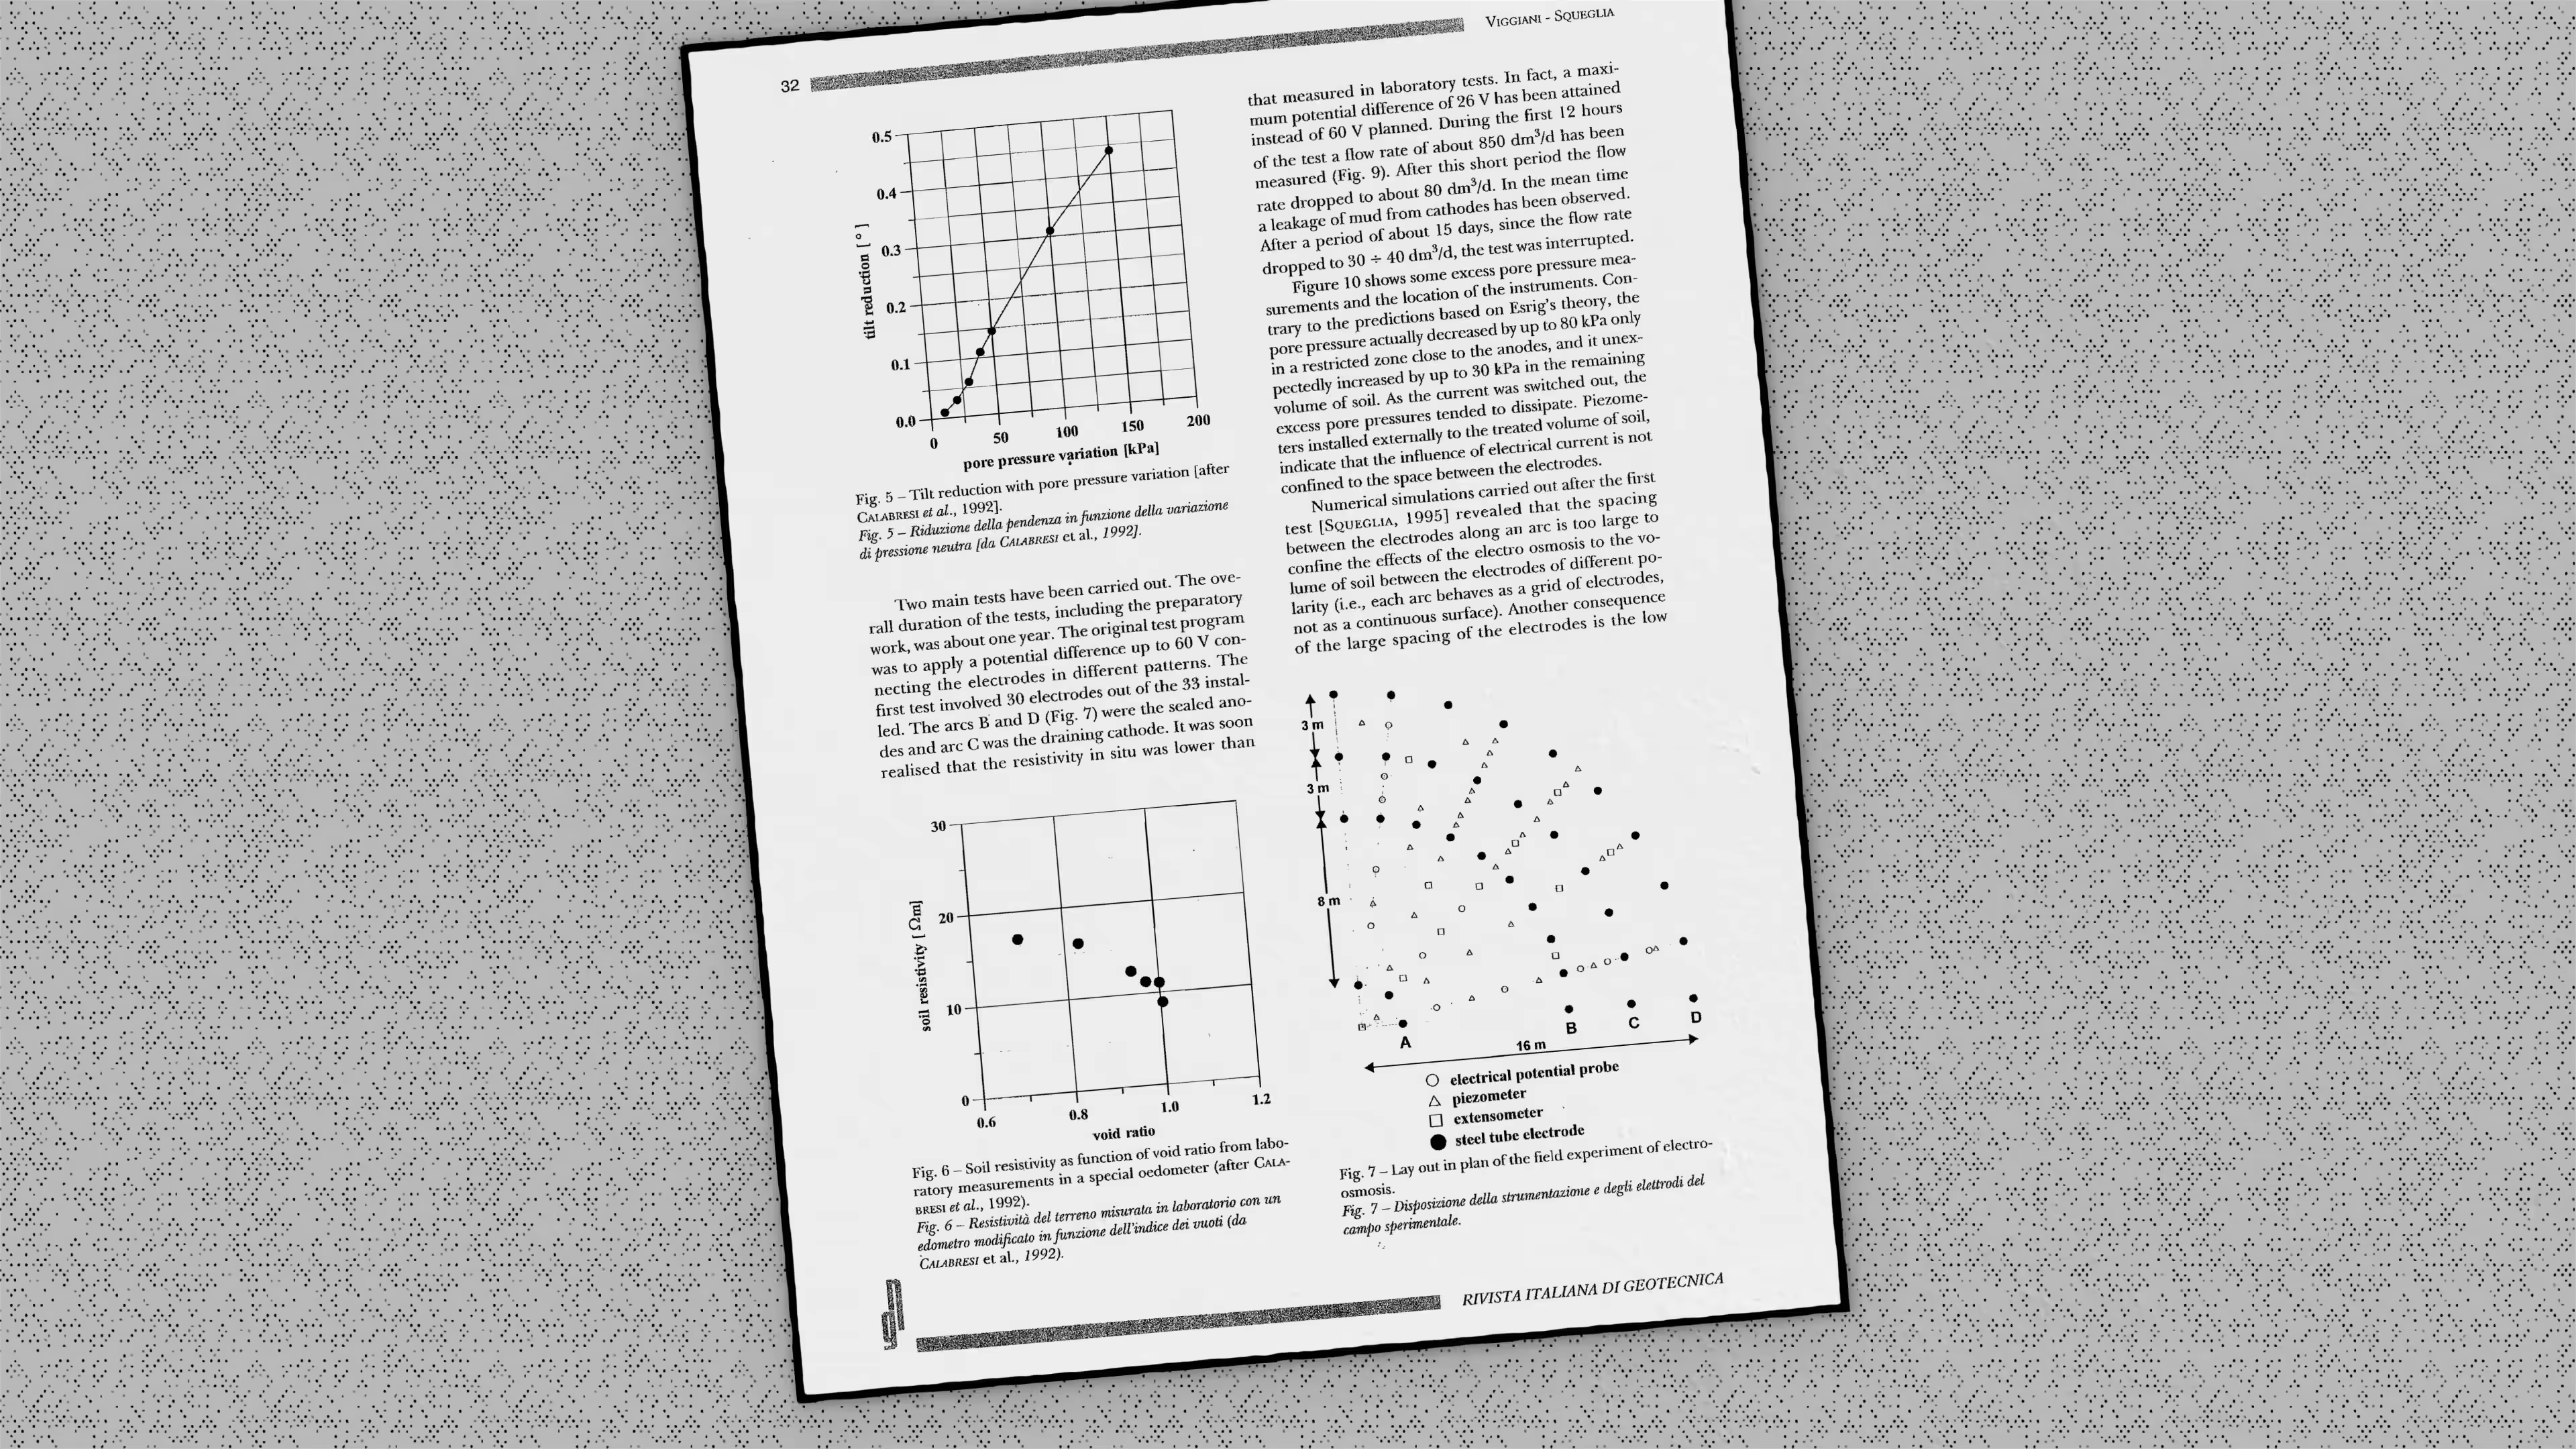 32
VIGGIANI - SQUEGLIA
0.5
0.4
0.3
0.2
0.1
0.0
tilt reduction [ ° ]
0
50
100
150
200
pore pressure variation [kPa]
Fig. 5 – Tilt reduction with pore pressure variation [after
CALABRESI et al., 1992].
Fig. 5 – Riduzione della pendenza in funzione della variazione
di pressione neutra [da CALABRESI et al., 1992].
Two main tests have been carried out. The ove-
rall duration of the tests, including the preparatory
work, was about one year. The original test program
was to apply a potential difference up to 60 V con-
necting the electrodes in different patterns. The
first test involved 30 electrodes out of the 33 instal-
led. The arcs B and D (Fig. 7) were the sealed ano-
des and arc C was the draining cathode. It was soon
realised that the resistivity in situ was lower than
30
20
10
0
soil resistivity [ Ωm]
0.6
0.8
1.0
1.2
void ratio
Fig. 6 – Soil resistivity as function of void ratio from labo-
ratory measurements in a special oedometer (after CALA-
BRESI et al., 1992).
Fig. 6 – Resistività del terreno misurata in laboratorio con un
edometro modificato in funzione dell'indice dei vuoti (da
CALABRESI et al., 1992).
that measured in laboratory tests. In fact, a maxi-
mum potential difference of 26 V has been attained
instead of 60 V planned. During the first 12 hours
of the test a flow rate of about 850 dm³/d has been
measured (Fig. 9). After this short period the flow
rate dropped to about 80 dm³/d. In the mean time
a leakage of mud from cathodes has been observed.
After a period of about 15 days, since the flow rate
dropped to 30 ÷ 40 dm³/d, the test was interrupted.
Figure 10 shows some excess pore pressure mea-
surements and the location of the instruments. Con-
trary to the predictions based on Esrig's theory, the
pore pressure actually decreased by up to 80 kPa only
in a restricted zone close to the anodes, and it unex-
pectedly increased by up to 30 kPa in the remaining
volume of soil. As the current was switched out, the
excess pore pressures tended to dissipate. Piezome-
ters installed externally to the treated volume of soil,
indicate that the influence of electrical current is not
confined to the space between the electrodes.
Numerical simulations carried out after the first
test [SQUEGLIA, 1995] revealed that the spacing
between the electrodes along an arc is too large to
confine the effects of the electro osmosis to the vo-
lume of soil between the electrodes of different po-
larity (i.e., each arc behaves as a grid of electrodes,
not as a continuous surface). Another consequence
of the large spacing of the electrodes is the low
3 m
3 m
8 m
A
B
C
D
16 m
electrical potential probe
piezometer
extensometer
steel tube electrode
Fig. 7 – Lay out in plan of the field experiment of electro-
osmosis.
Fig. 7 – Disposizione della strumentazione e degli elettrodi del
campo sperimentale.
RIVISTA ITALIANA DI GEOTECNICA